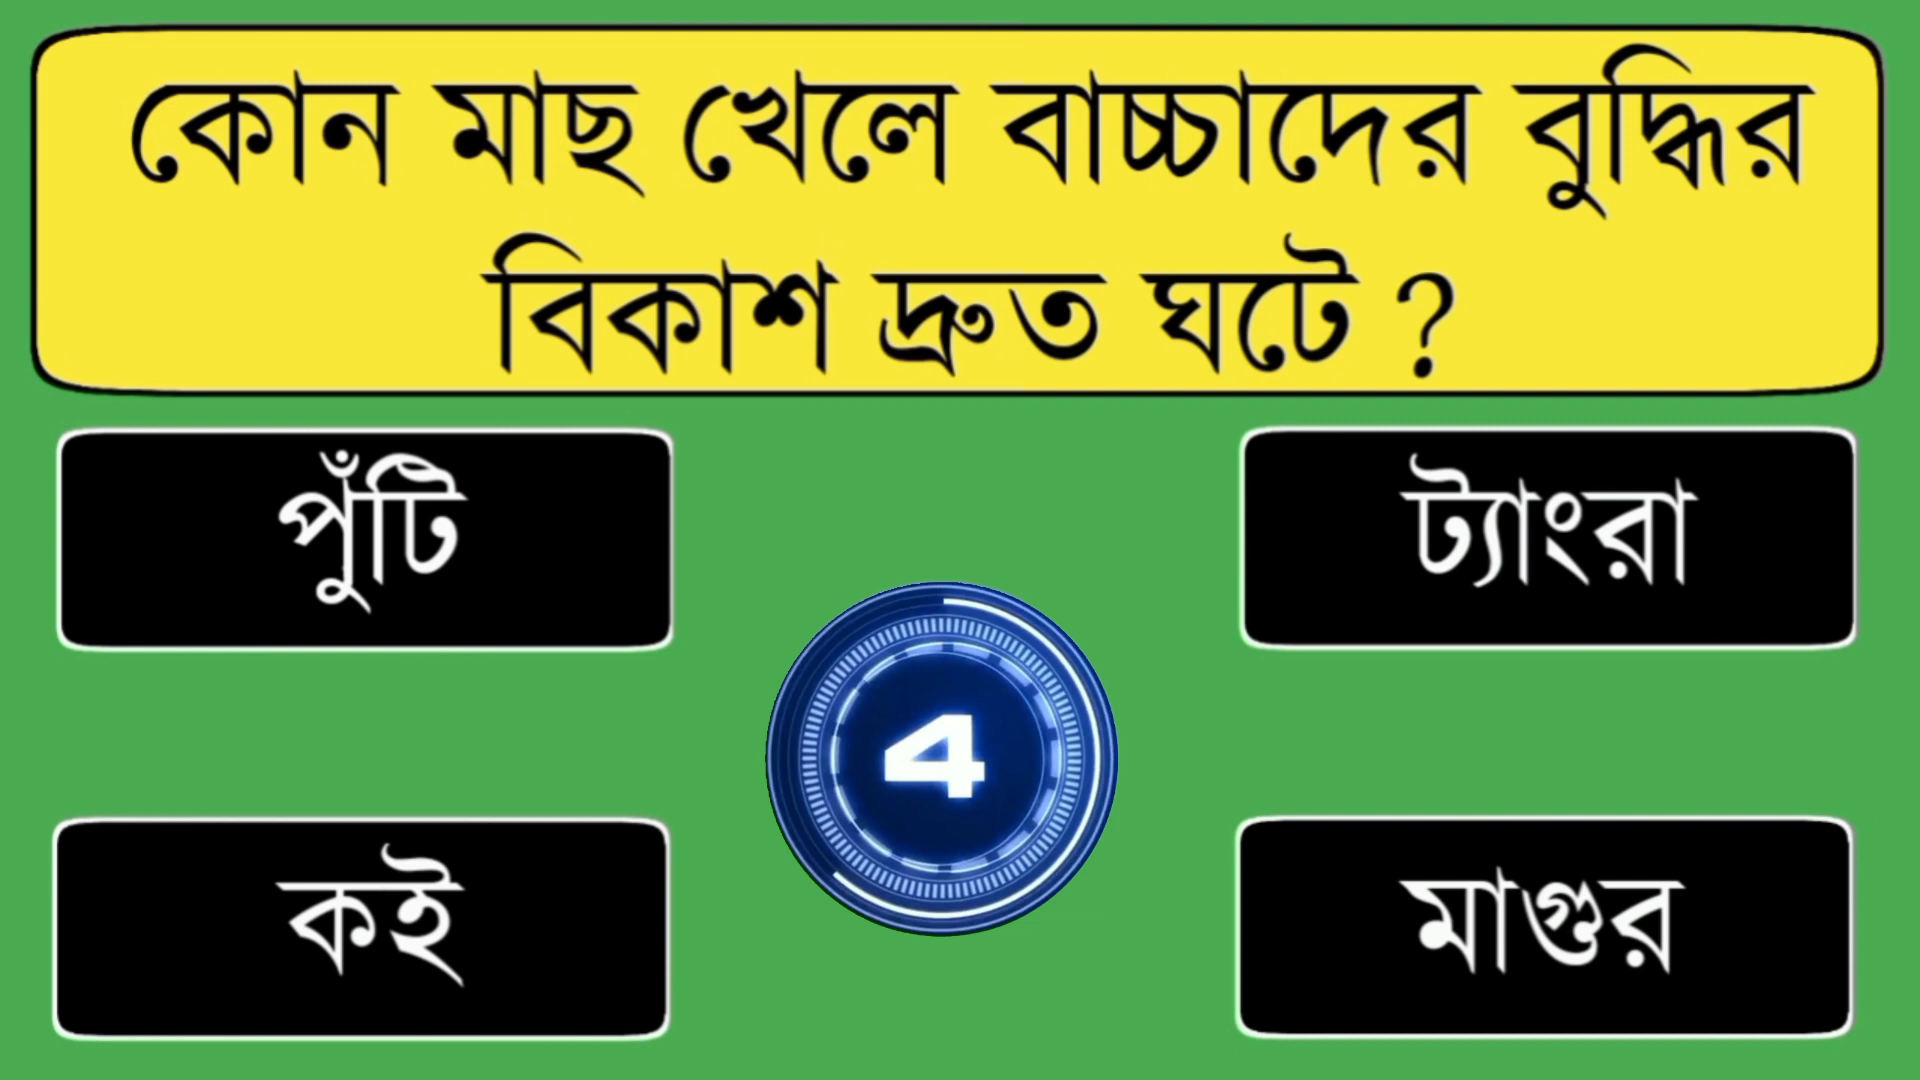 কোন মাছ খেলে বাচ্চাদের বুদ্ধির
বিকাশ দ্রুত ঘটে ?
পুঁটি
ট্যাংরা
4
কই
মাগুর